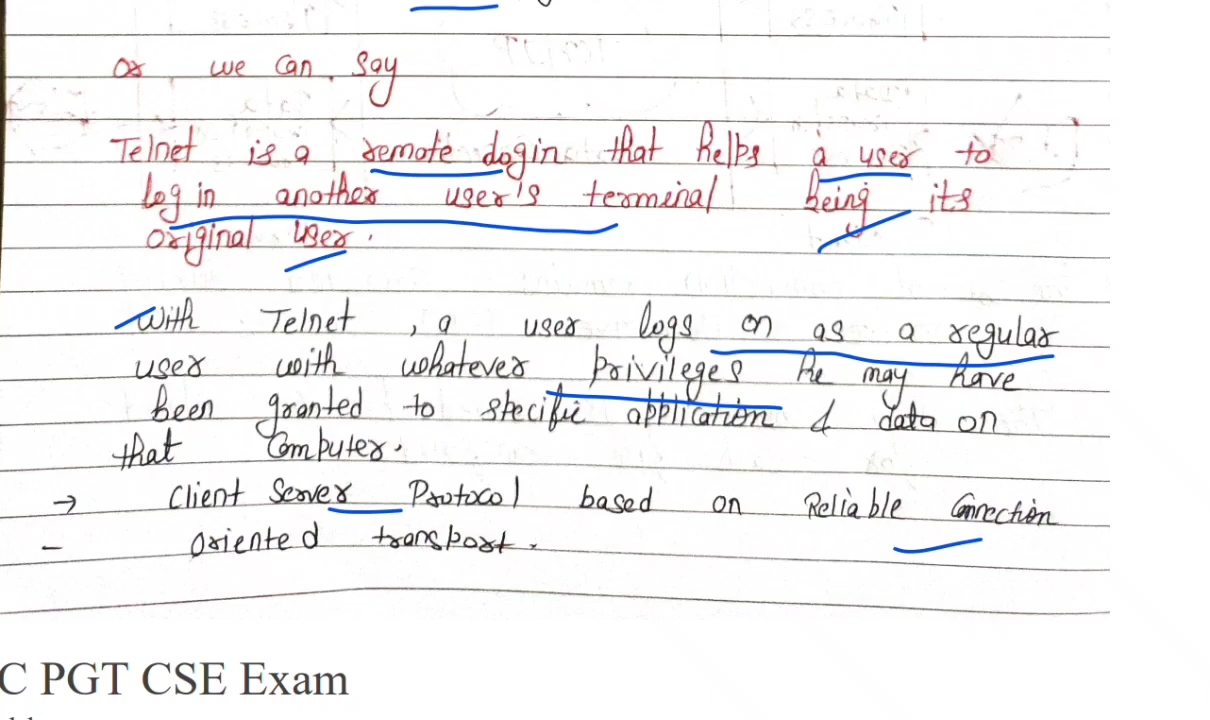 or we can say
Telnet is a remote login that helps a user to
log in another user's terminal being its
original user.
With Telnet, a user logs on as a regular
user with whatever privileges he may have
been granted to specific application & data on
that Computer.
→ Client Server Protocol based on Reliable Connection
- oriented transport.
C PGT CSE Exam